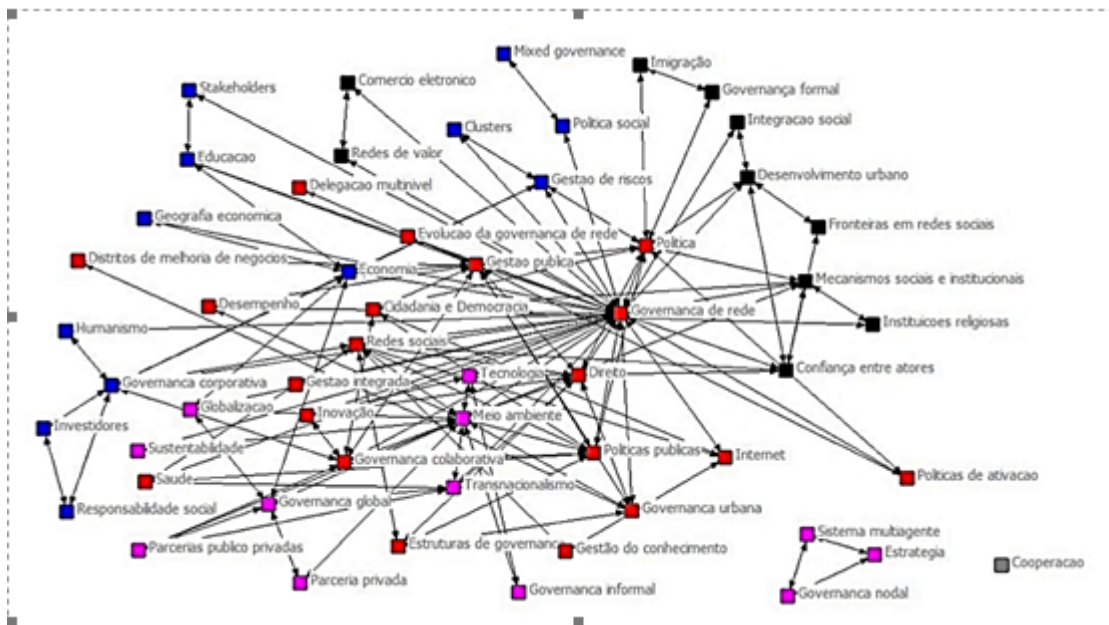 Mixed governance
Imigração
Stakeholders
Comercio eletronico
Governança formal
Integracao social
Clusters
Politica social
Educacao
Redes de valor
Desenvolvimento urbano
Delegacao multinivel
Gestao de riscos
Geografia economica
Fronteiras em redes sociais
Evolucao da governanca de rede
Politica
Distritos de melhoria de negocios
Economia
Gestao publica
Mecanismos sociais e institucionais
Desempenho
Cidadania e Democracia
Governanca de rede
Instituicoes religiosas
Humanismo
Redes sociais
Confiança entre atores
Governanca corporativa
Gestao integrada
Tecnologia
Direito
Globalizacao
Inovação
Meio ambiente
Investidores
Sustentabilidade
Governanca colaborativa
Politicas publicas
Internet
Saude
Transnacionalismo
Politicas de ativacao
Responsabilidade social
Governanca global
Governanca urbana
Sistema multiagente
Parcerias publico privadas
Estruturas de governanca
Gestão do conhecimento
Estrategia
Cooperacao
Parceria privada
Governanca informal
Governanca nodal